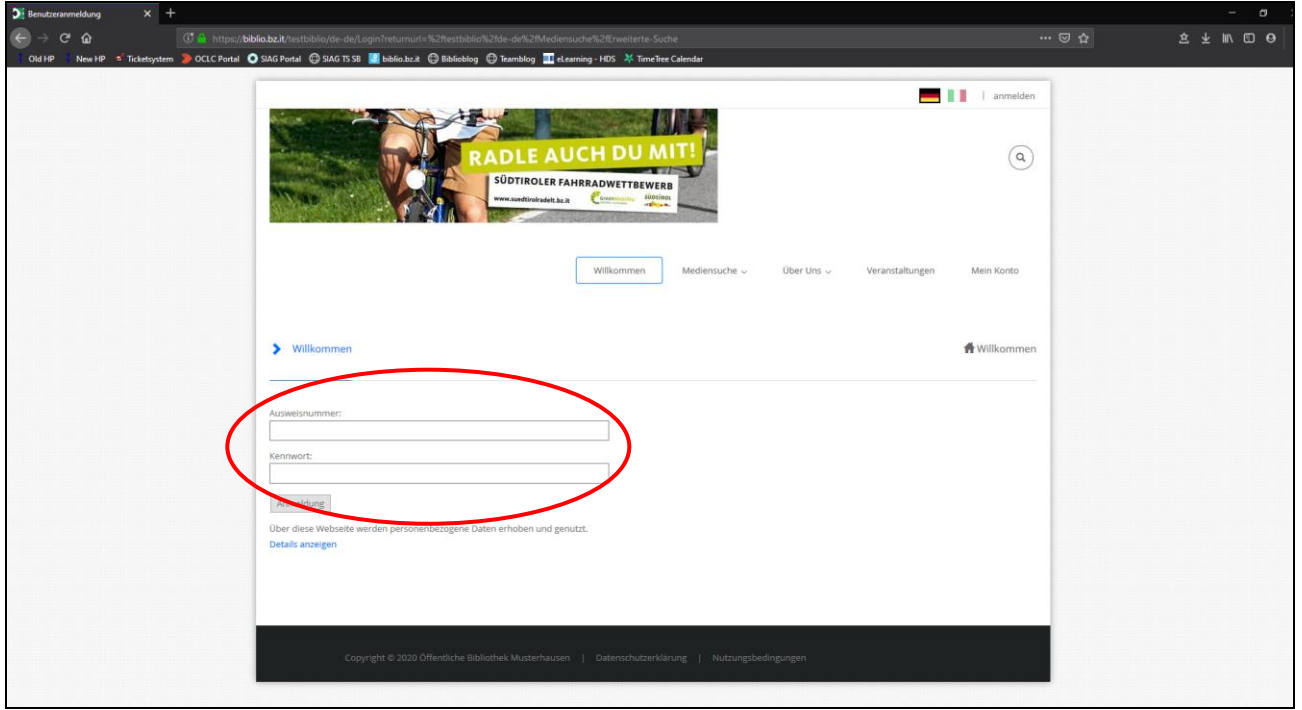 Benutzeranmeldung
https://biblio.bz.it/testbiblio/de-de/Login?returnurl=%2ftestbiblio%2fde-de%2fMediensuche%2fErweiterte-Suche
Old HP New HP Ticketsystem OCLC Portal SIAG Portal SIAG TS SB biblio.bz.it Biblioblog Teamblog eLearning - HDS TimeTree Calendar
| anmelden
RADLE AUCH DU MIT!
SÜDTIROLER FAHRRADWETTBEWERB
www.suedtirolradelt.bz.it GreenMobility SÜDTIROL
Willkommen Mediensuche Über Uns Veranstaltungen Mein Konto
Willkommen Willkommen
Ausweisnummer:
Kennwort:
Anmeldung
Über diese Webseite werden personenbezogene Daten erhoben und genutzt.
Details anzeigen
Copyright © 2020 Öffentliche Bibliothek Musterhausen | Datenschutzerklärung | Nutzungsbedingungen